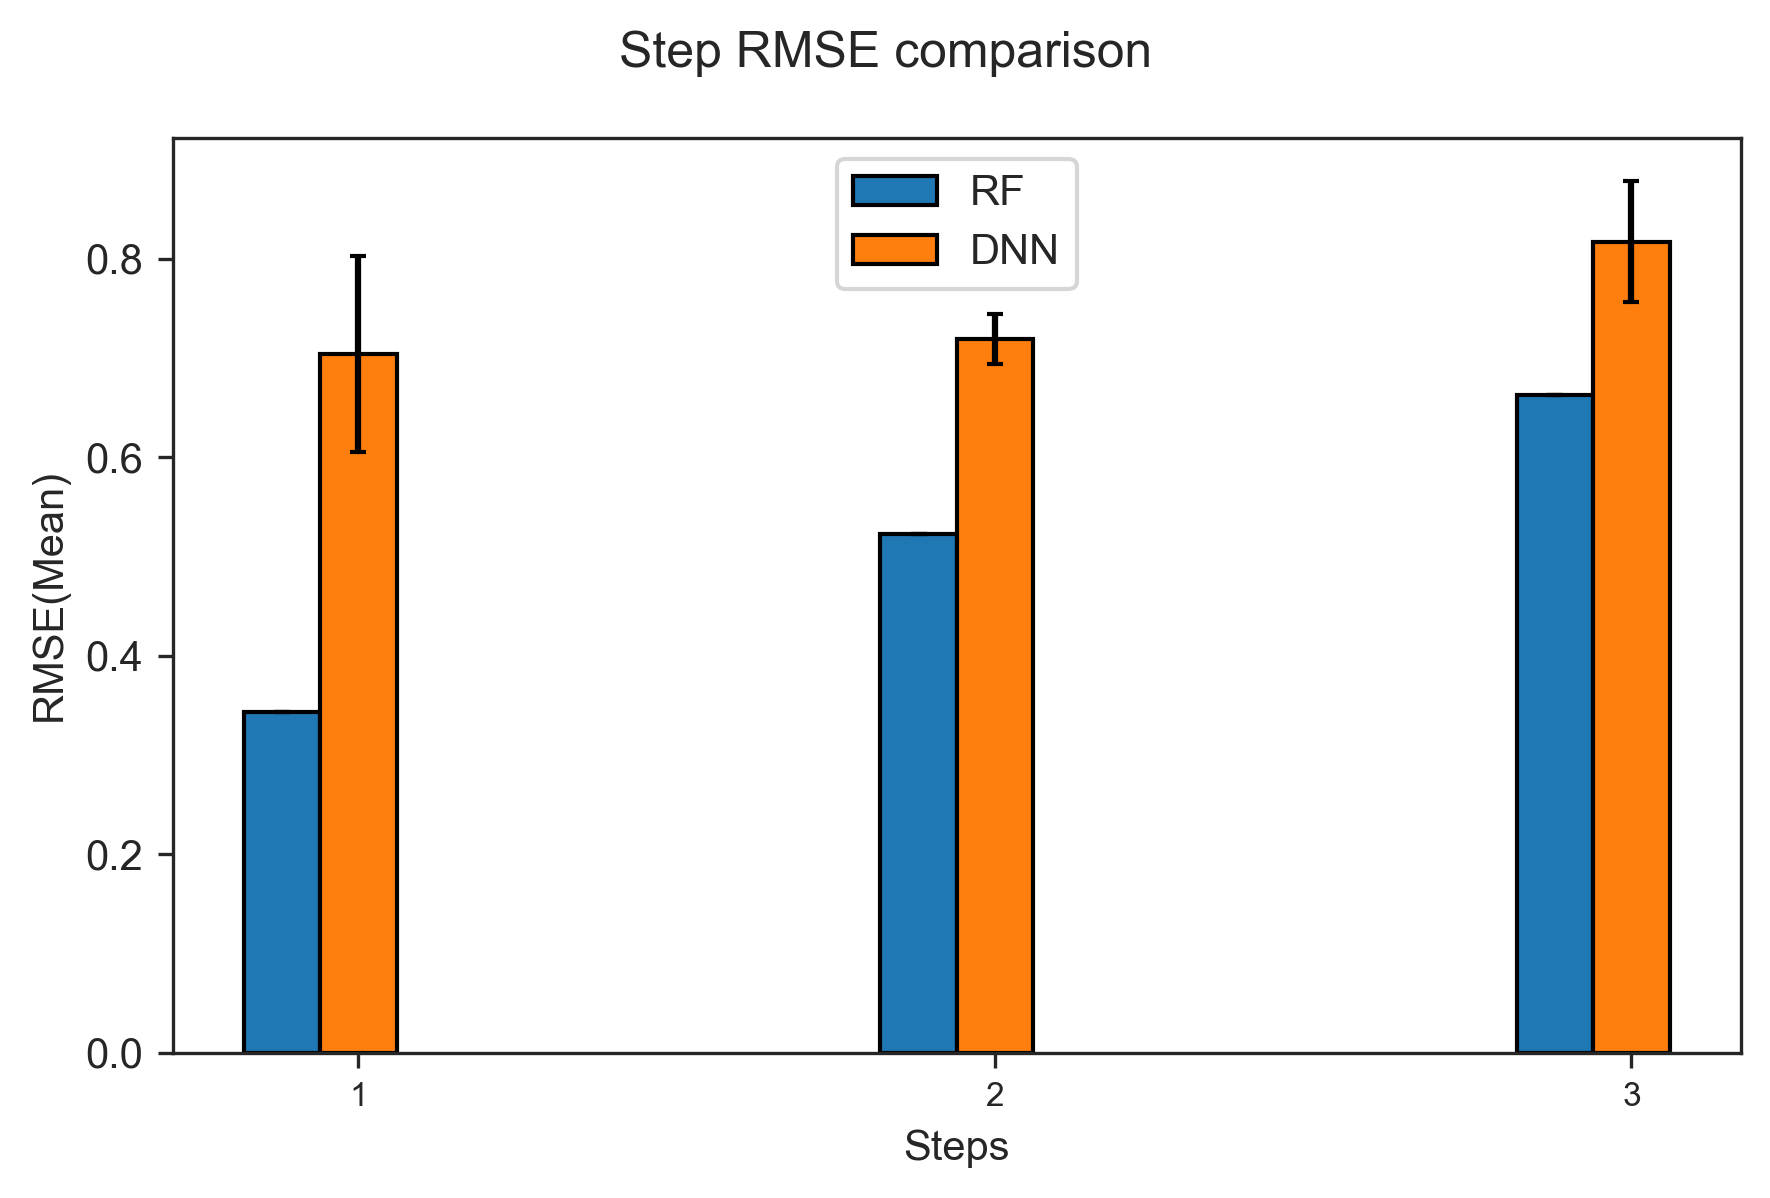 Step RMSE comparison
RF
DNN
0.8
0.6
0.4
0.2
0.0
RMSE(Mean)
1 2 3
Steps